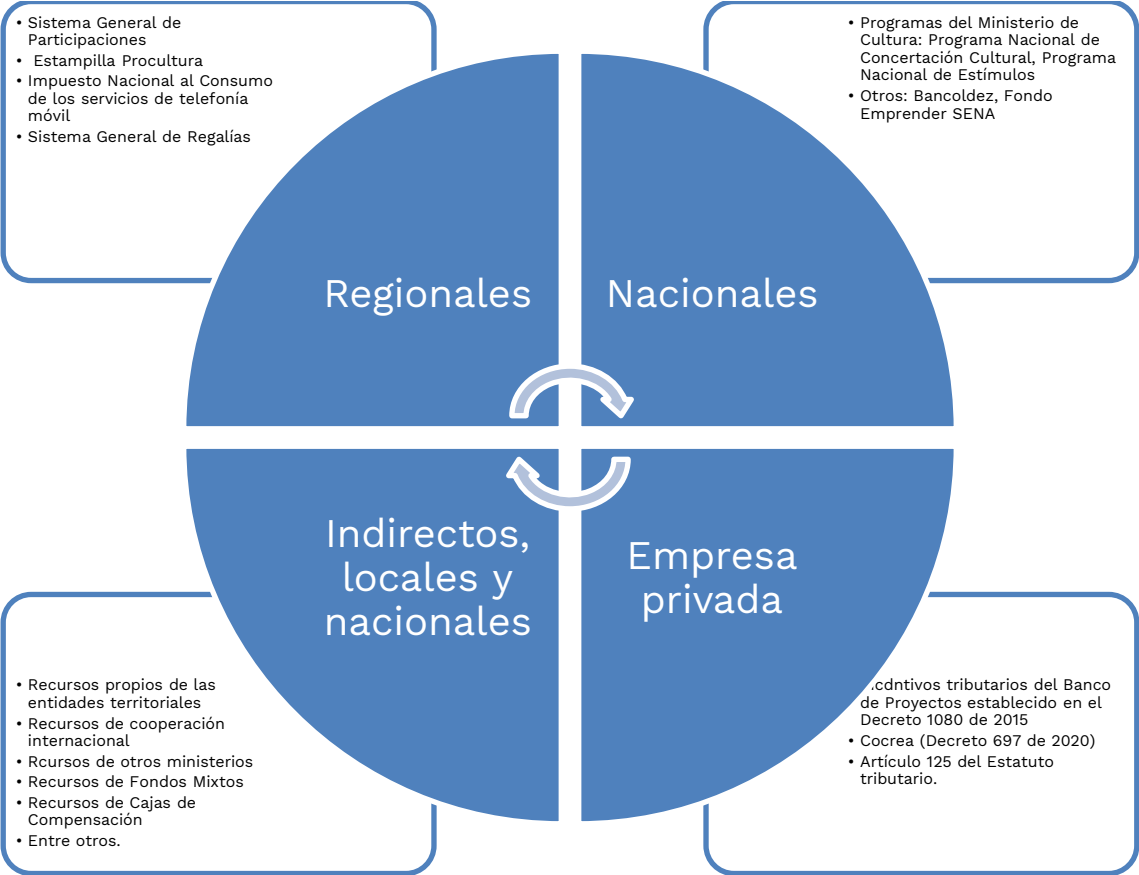 • Sistema General de
Participaciones
• Estampilla Procultura
• Impuesto Nacional al Consumo
de los servicios de telefonía
móvil
• Sistema General de Regalías
• Programas del Ministerio de
Cultura: Programa Nacional de
Concertación Cultural, Programa
Nacional de Estímulos
• Otros: Bancoldez, Fondo
Emprender SENA
Regionales
Nacionales
Indirectos,
locales y
nacionales
Empresa
privada
• Recursos propios de las
entidades territoriales
• Recursos de cooperación
internacional
• Rcursos de otros ministerios
• Recursos de Fondos Mixtos
• Recursos de Cajas de
Compensación
• Entre otros.
tributarios del Banco
de Proyectos establecido en el
Decreto 1080 de 2015
• Cocrea (Decreto 697 de 2020)
• Artículo 125 del Estatuto
tributario.